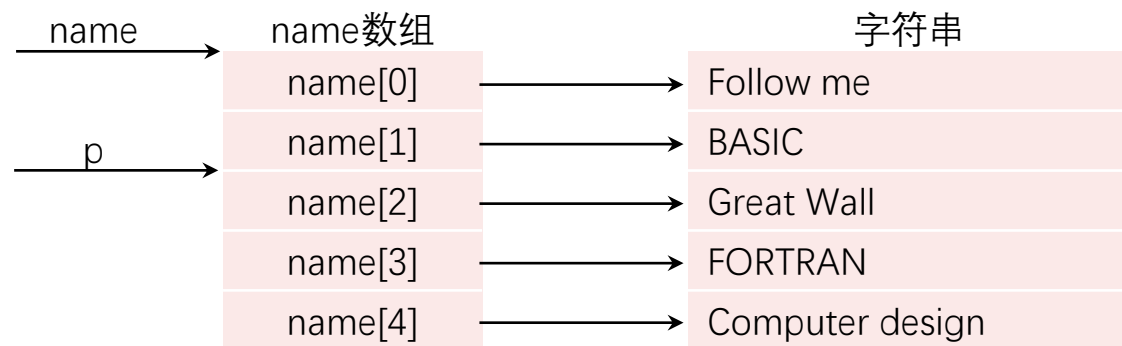 name name数组 字符串
name[0] Follow me
name[1] BASIC
p
name[2] Great Wall
name[3] FORTRAN
name[4] Computer design